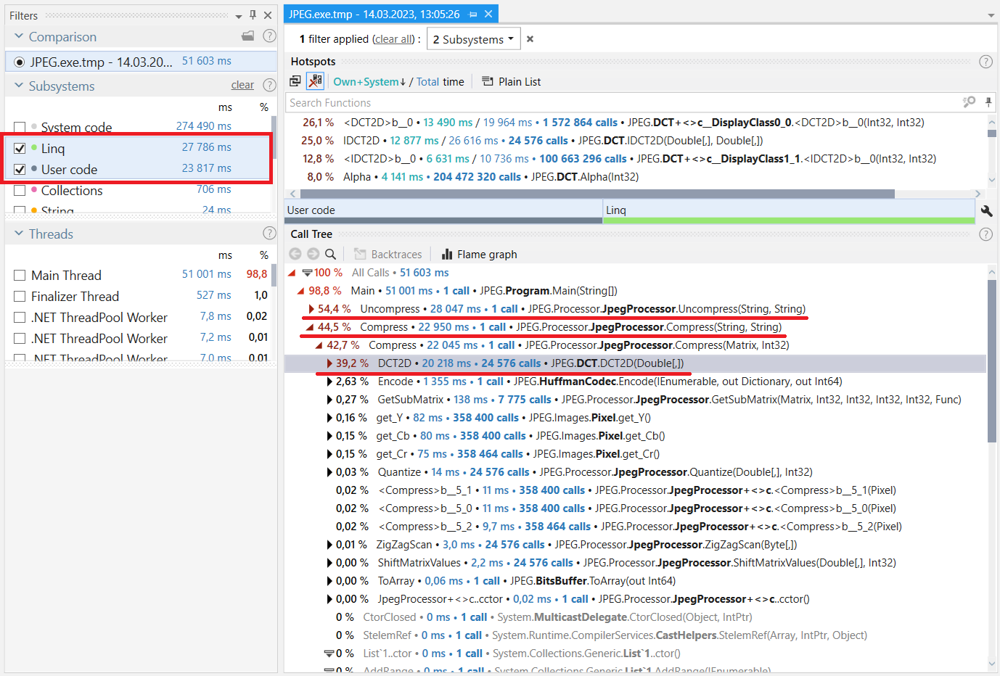 Filters
Comparison
JPEG.exe.tmp - 14.03.20... 51 603 ms
Subsystems clear
ms %
System code 274 490 ms
Linq 27 786 ms
User code 23 817 ms
Collections 706 ms
String 24 ms
Threads
ms %
Main Thread 51 001 ms 98,8
Finalizer Thread 527 ms 1,0
.NET ThreadPool Worker 7,8 ms 0,02
.NET ThreadPool Worker 7,2 ms 0,01
.NET ThreadPool Worker 7,0 ms 0,01
JPEG.exe.tmp - 14.03.2023, 13:05:26
1 filter applied (clear all) : 2 Subsystems
Hotspots
Own+System↓ / Total time Plain List
Search Functions
26,1 % <DCT2D>b__0 • 13 490 ms / 19 964 ms • 1 572 864 calls • JPEG.DCT+<>c__DisplayClass0_0.<DCT2D>b__0(Int32, Int32)
25,0 % IDCT2D • 12 877 ms / 26 616 ms • 24 576 calls • JPEG.DCT.IDCT2D(Double[,], Double[,])
12,8 % <IDCT2D>b__0 • 6 631 ms / 10 736 ms • 100 663 296 calls • JPEG.DCT+<>c__DisplayClass1_1.<IDCT2D>b__0(Int32, Int32)
8,0 % Alpha • 4 141 ms • 204 472 320 calls • JPEG.DCT.Alpha(Int32)
User code Linq
Call Tree
Backtraces Flame graph
100 % All Calls • 51 603 ms
98,8 % Main • 51 001 ms • 1 call • JPEG.Program.Main(String[])
54,4 % Uncompress • 28 047 ms • 1 call • JPEG.Processor.JpegProcessor.Uncompress(String, String)
44,5 % Compress • 22 950 ms • 1 call • JPEG.Processor.JpegProcessor.Compress(String, String)
42,7 % Compress • 22 045 ms • 1 call • JPEG.Processor.JpegProcessor.Compress(Matrix, Int32)
39,2 % DCT2D • 20 218 ms • 24 576 calls • JPEG.DCT.DCT2D(Double[,])
2,63 % Encode • 1 355 ms • 1 call • JPEG.HuffmanCodec.Encode(IEnumerable, out Dictionary, out Int64)
0,27 % GetSubMatrix • 138 ms • 7 775 calls • JPEG.Processor.JpegProcessor.GetSubMatrix(Matrix, Int32, Int32, Int32, Int32, Func)
0,16 % get_Y • 82 ms • 358 400 calls • JPEG.Images.Pixel.get_Y()
0,15 % get_Cb • 80 ms • 358 400 calls • JPEG.Images.Pixel.get_Cb()
0,15 % get_Cr • 75 ms • 358 464 calls • JPEG.Images.Pixel.get_Cr()
0,03 % Quantize • 14 ms • 24 576 calls • JPEG.Processor.JpegProcessor.Quantize(Double[,], Int32)
0,02 % <Compress>b__5_1 • 11 ms • 358 400 calls • JPEG.Processor.JpegProcessor+<>c.<Compress>b__5_1(Pixel)
0,02 % <Compress>b__5_0 • 11 ms • 358 400 calls • JPEG.Processor.JpegProcessor+<>c.<Compress>b__5_0(Pixel)
0,02 % <Compress>b__5_2 • 9,7 ms • 358 464 calls • JPEG.Processor.JpegProcessor+<>c.<Compress>b__5_2(Pixel)
0,01 % ZigZagScan • 3,0 ms • 24 576 calls • JPEG.Processor.JpegProcessor.ZigZagScan(Byte[,])
0,00 % ShiftMatrixValues • 2,2 ms • 24 576 calls • JPEG.Processor.JpegProcessor.ShiftMatrixValues(Double[,], Int32)
0,00 % ToArray • 0,06 ms • 1 call • JPEG.BitsBuffer.ToArray(out Int64)
0,00 % JpegProcessor+<>c..cctor • 0,02 ms • 1 call • JPEG.Processor.JpegProcessor+<>c..cctor()
0 % CtorClosed • 0 ms • 1 call • System.MulticastDelegate.CtorClosed(Object, IntPtr)
0 % StelemRef • 0 ms • 1 call • System.Runtime.CompilerServices.CastHelpers.StelemRef(Array, IntPtr, Object)
0 % List`1..ctor • 0 ms • 1 call • System.Collections.Generic.List`1..ctor()
0 % AddRange • 0 ms • 1 call • System.Collections.Generic.List`1.AddRange(IEnumerable)